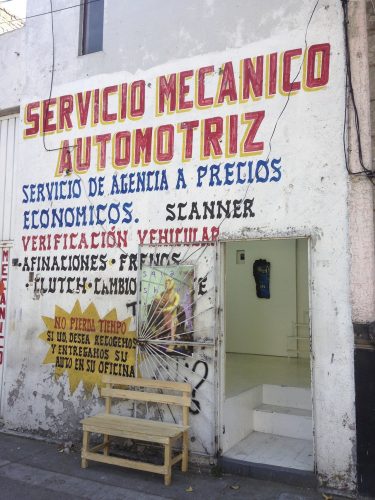 SERVICIO MECANICO
AUTOMOTRIZ
SERVICIO DE AGENCIA A PRECIOS
ECONOMICOS. SCANNER
VERIFICACIÓN VEHICULAR
AFINACIONES · FRENOS
·CLUTCH · CAMBIO DE
NO PIERDA TIEMPO
SI UD, DESEA RECOGEMOS
Y ENTREGAMOS SU
AUTO EN SU OFICINA